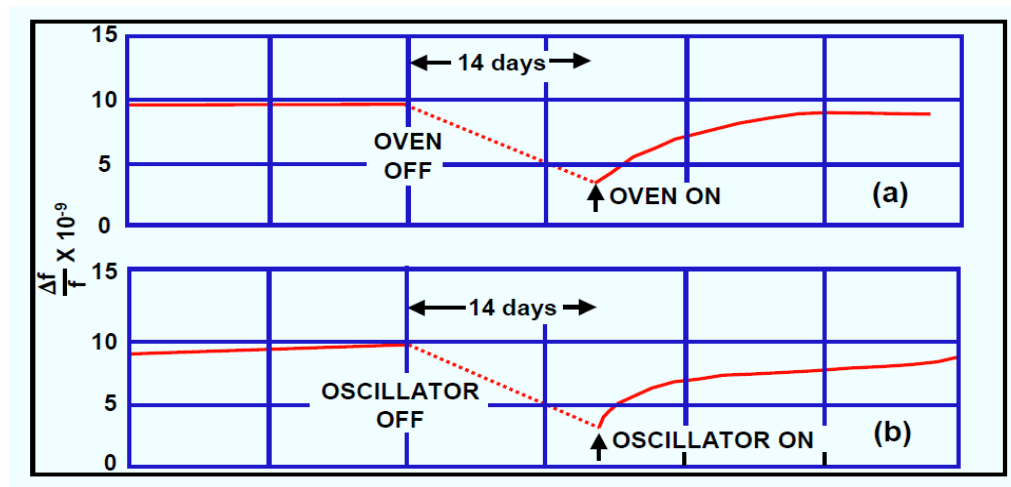 15
10
5
0
14 days
OVEN
OFF
OVEN ON
(a)
Δf
f
X 10-9
15
10
5
0
14 days
OSCILLATOR
OFF
OSCILLATOR ON
(b)